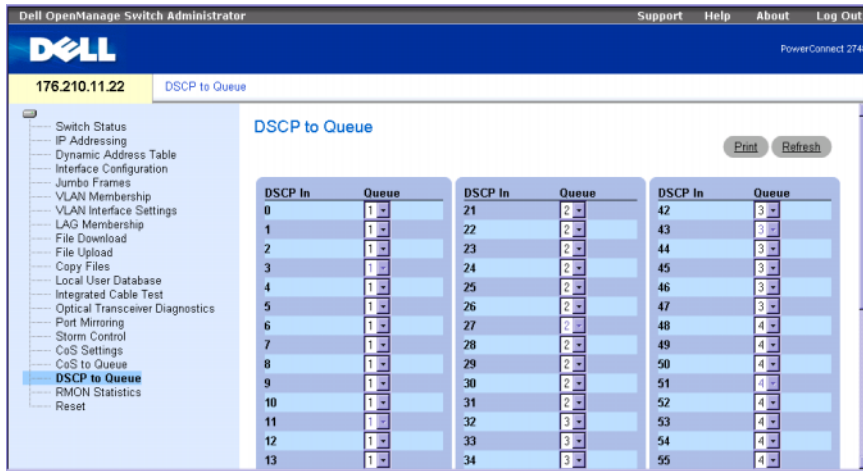 Dell OpenManage Switch Administrator
Support Help About Log Out
DELL
PowerConnect 274
176.210.11.22
DSCP to Queue
Switch Status
IP Addressing
Dynamic Address Table
Interface Configuration
Jumbo Frames
VLAN Membership
VLAN Interface Settings
LAG Membership
File Download
File Upload
Copy Files
Local User Database
Integrated Cable Test
Optical Transceiver Diagnostics
Port Mirroring
Storm Control
CoS Settings
CoS to Queue
DSCP to Queue
RMON Statistics
Reset
DSCP to Queue
Print Refresh
DSCP In Queue DSCP In Queue DSCP In Queue
0 1 21 2 42 3
1 1 22 2 43 3
2 1 23 2 44 3
3 1 24 2 45 3
4 1 25 2 46 3
5 1 26 2 47 3
6 1 27 2 48 4
7 1 28 2 49 4
8 1 29 2 50 4
9 1 30 2 51 4
10 1 31 2 52 4
11 1 32 3 53 4
12 1 33 3 54 4
13 1 34 3 55 4